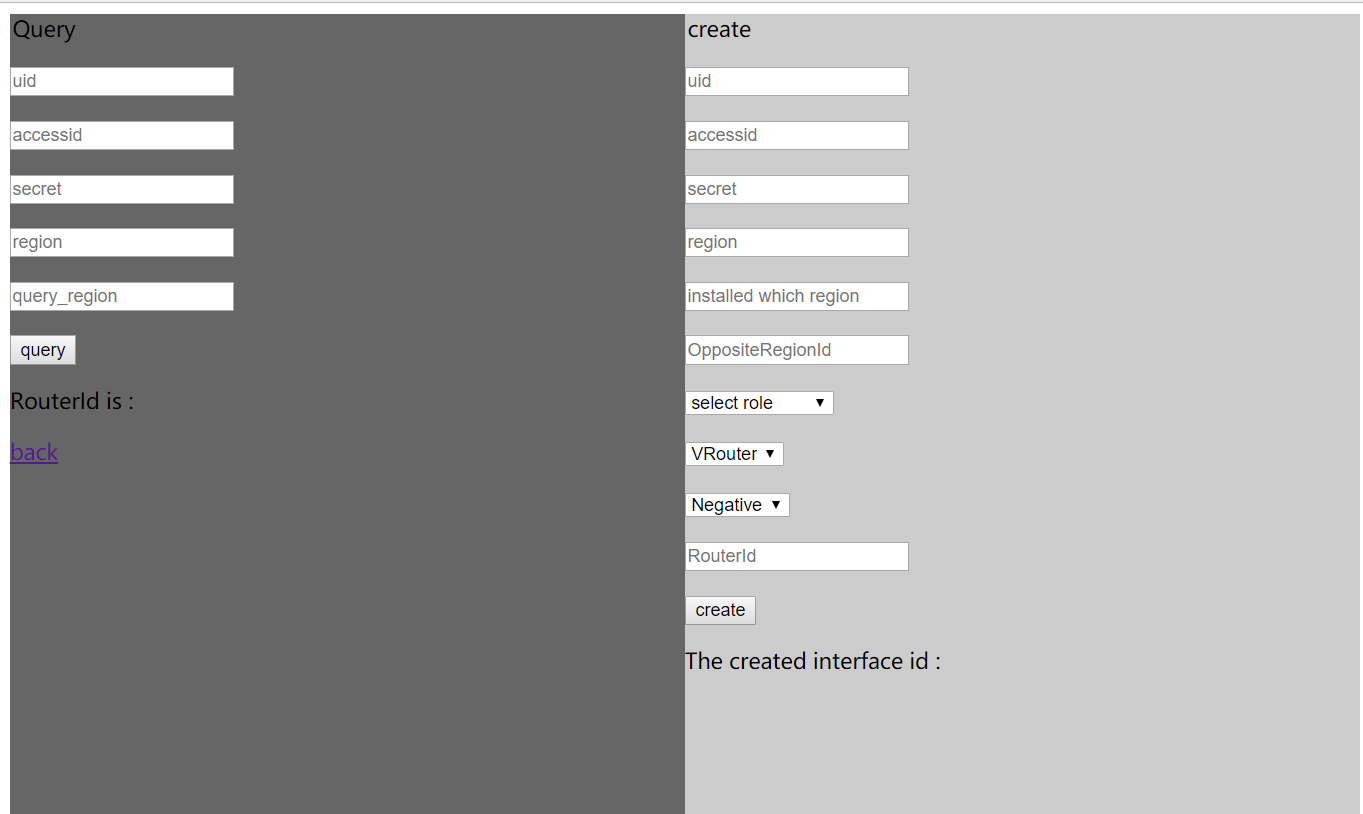 Query
uid
accessid
secret
region
query_region
query
RouterId is :
back
create
uid
accessid
secret
region
installed which region
OppositeRegionId
select role
VRouter
Negative
RouterId
create
The created interface id :